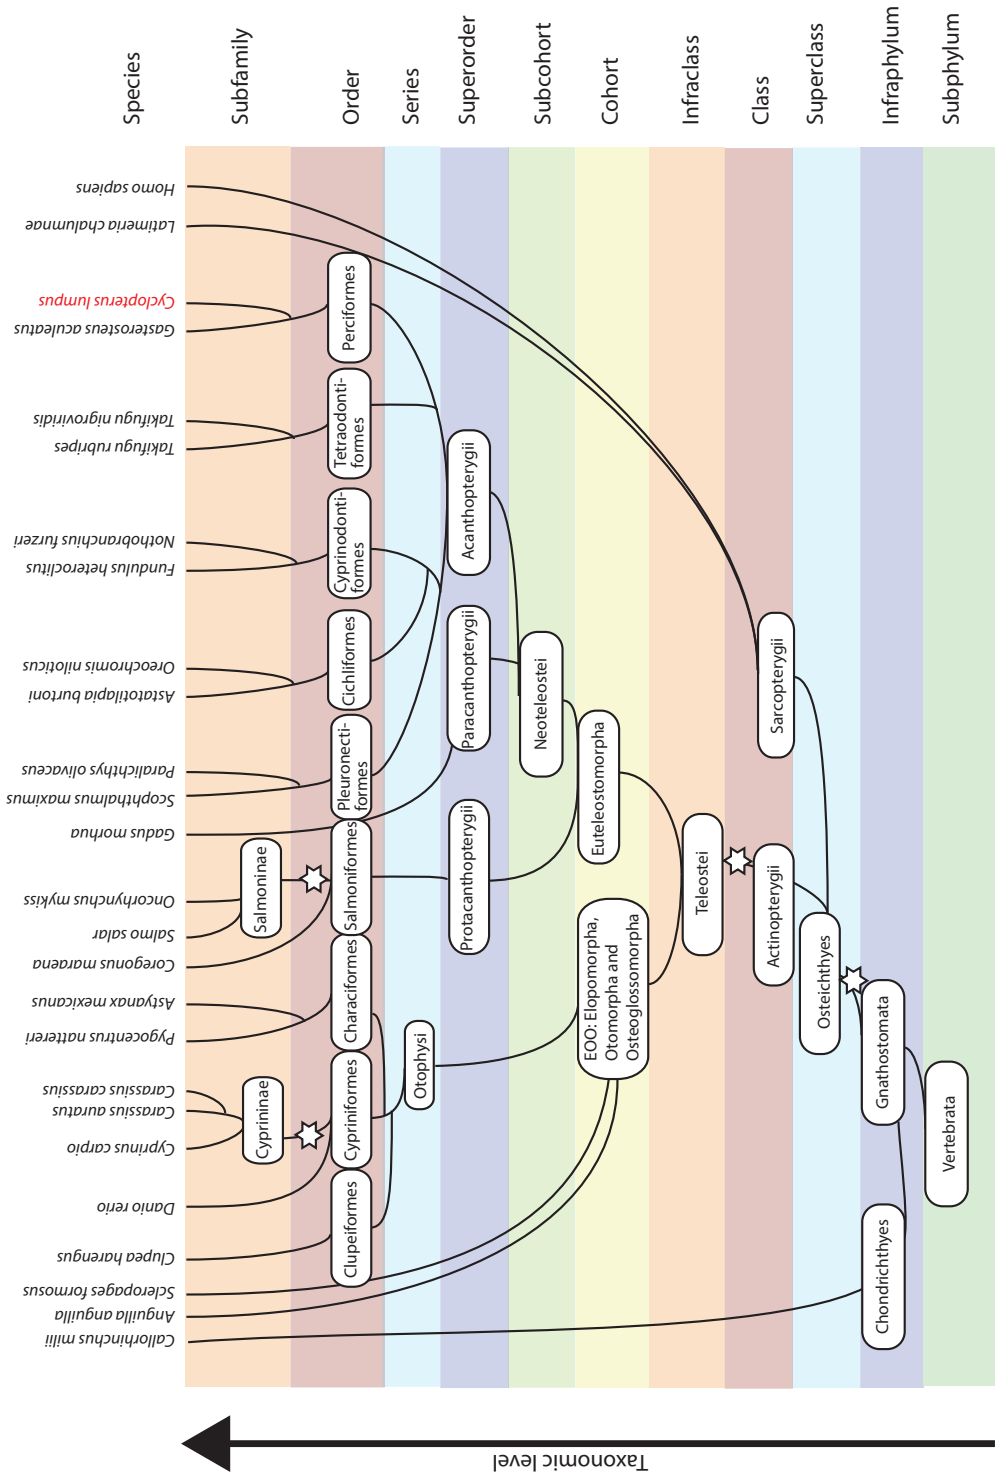 Species
Subfamily
Order
Series
Superorder
Subcohort
Cohort
Infraclass
Class
Superclass
Infraphylum
Subphylum
Homo sapiens
Latimeria chalumnae
Cyclopterus lumpus
Gasterosteus aculeatus
Takifugu nigroviridis
Takifugu rubripes
Nothobranchius furzeri
Fundulus heteroclitus
Oreochromis niloticus
Astatotilapia burtoni
Paralichthys olivaceus
Scophthalmus maximus
Gadus morhua
Oncorhynchus mykiss
Salmo salar
Coregonus maraena
Astyanax mexicanus
Pygocentrus nattereri
Carassius carassius
Carassius auratus
Cyprinus carpio
Danio rerio
Clupea harengus
Scleropages formosus
Anguilla anguilla
Callorhinchus milii
Salmoninae
Cyprininae
Perciformes
Tetraodonti-
formes
Cyprinodonti-
formes
Cichliformes
Pleuronecti-
formes
Salmoniformes
Characiformes
Cypriniformes
Clupeiformes
Otophysi
Acanthopterygii
Paracanthopterygii
Protacanthopterygii
Neoteleostei
Euteleostomorpha
EOO: Elopomorpha,
Otomorpha and
Osteoglossomorpha
Teleostei
Sarcopterygii
Actinopterygii
Osteichthyes
Gnathostomata
Chondrichthyes
Vertebrata
Taxonomic level